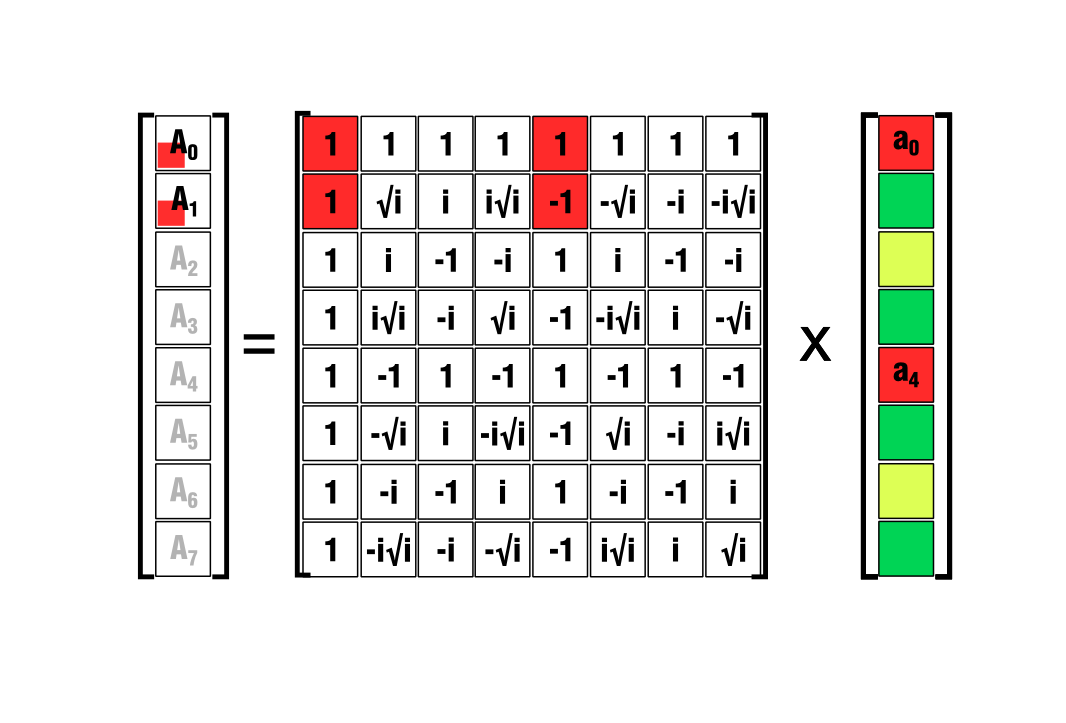 A0 1 1 1 1 1 1 1 1 a0
A1 1 √i i i√i -1 -√i -i -i√i
A2 1 i -1 -i 1 i -1 -i
A3 1 i√i -i √i -1 -i√i i -√i
= x
A4 1 -1 1 -1 1 -1 1 -1 a4
A5 1 -√i i -i√i -1 √i -i i√i
A6 1 -i -1 i 1 -i -1 i
A7 1 -i√i -i -√i -1 i√i i √i